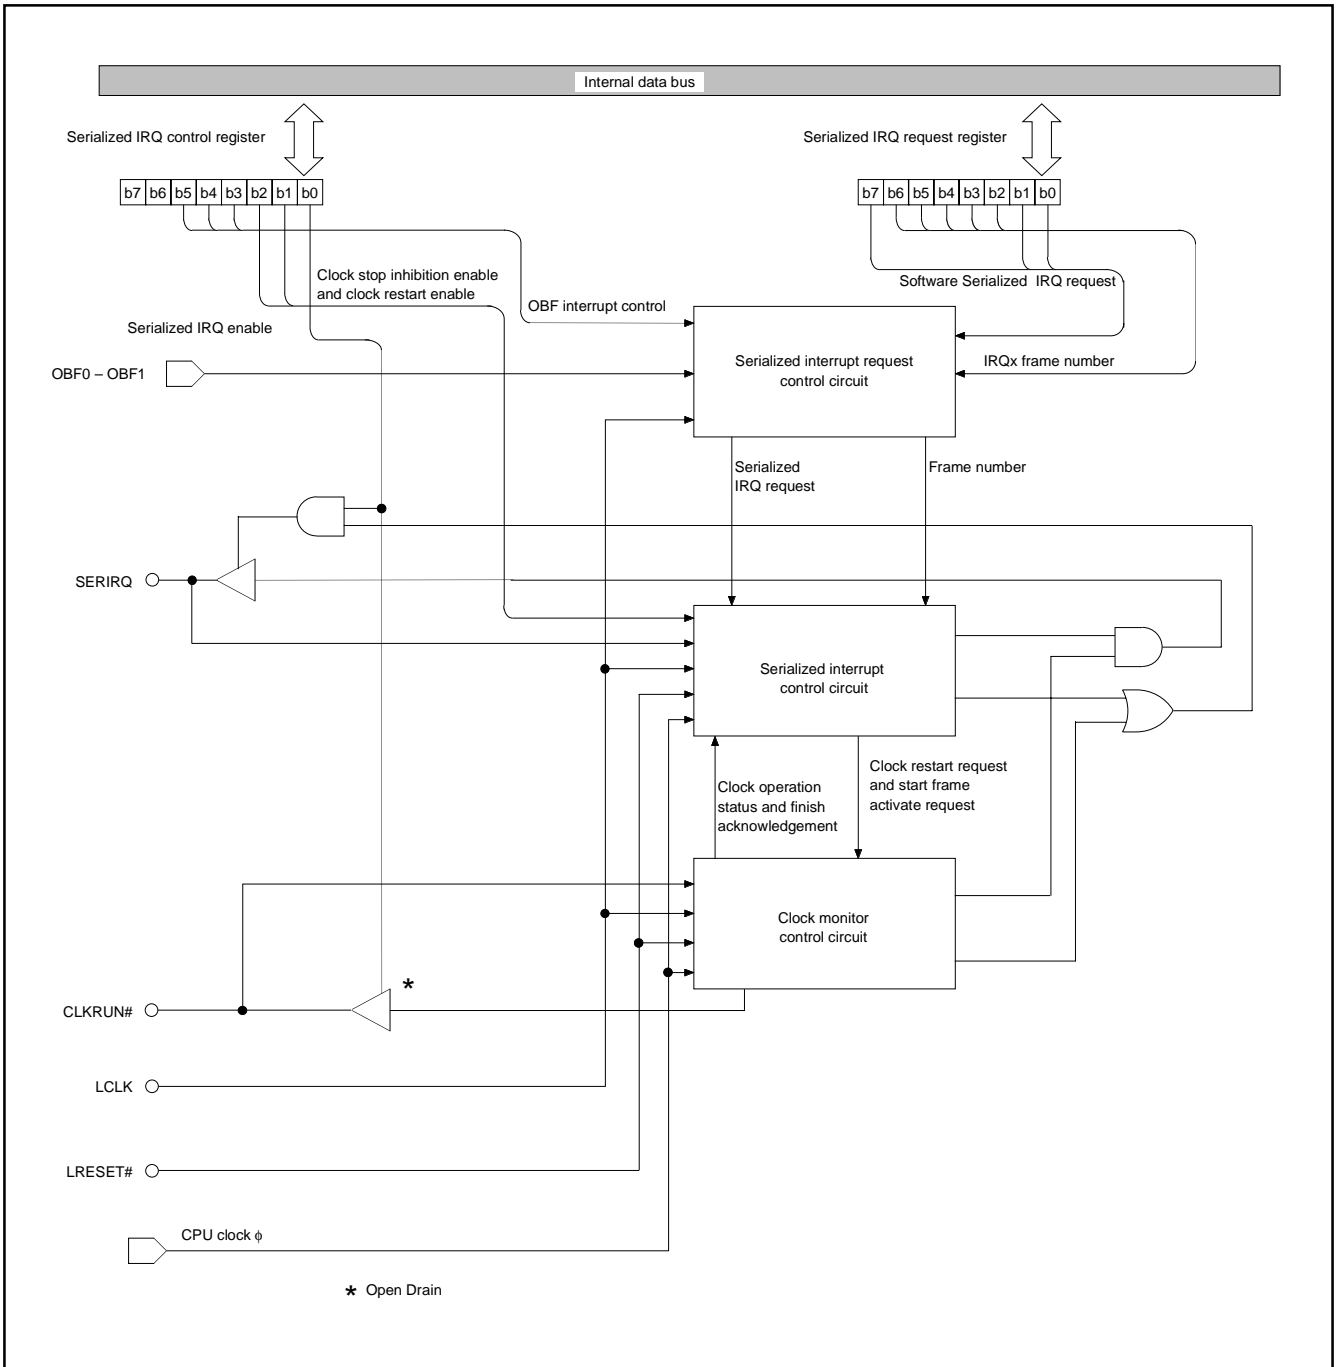 Internal data bus
Serialized IRQ control register
Serialized IRQ request register
b7 b6 b5 b4 b3 b2 b1 b0
b7 b6 b5 b4 b3 b2 b1 b0
Clock stop inhibition enable
and clock restart enable
Software Serialized IRQ request
OBF interrupt control
Serialized IRQ enable
OBF0 – OBF1
Serialized interrupt request
control circuit
IRQx frame number
Serialized
IRQ request
Frame number
SERIRQ
Serialized interrupt
control circuit
Clock operation
status and finish
acknowledgement
Clock restart request
and start frame
activate request
Clock monitor
control circuit
*
CLKRUN#
LCLK
LRESET#
CPU clock ϕ
* Open Drain